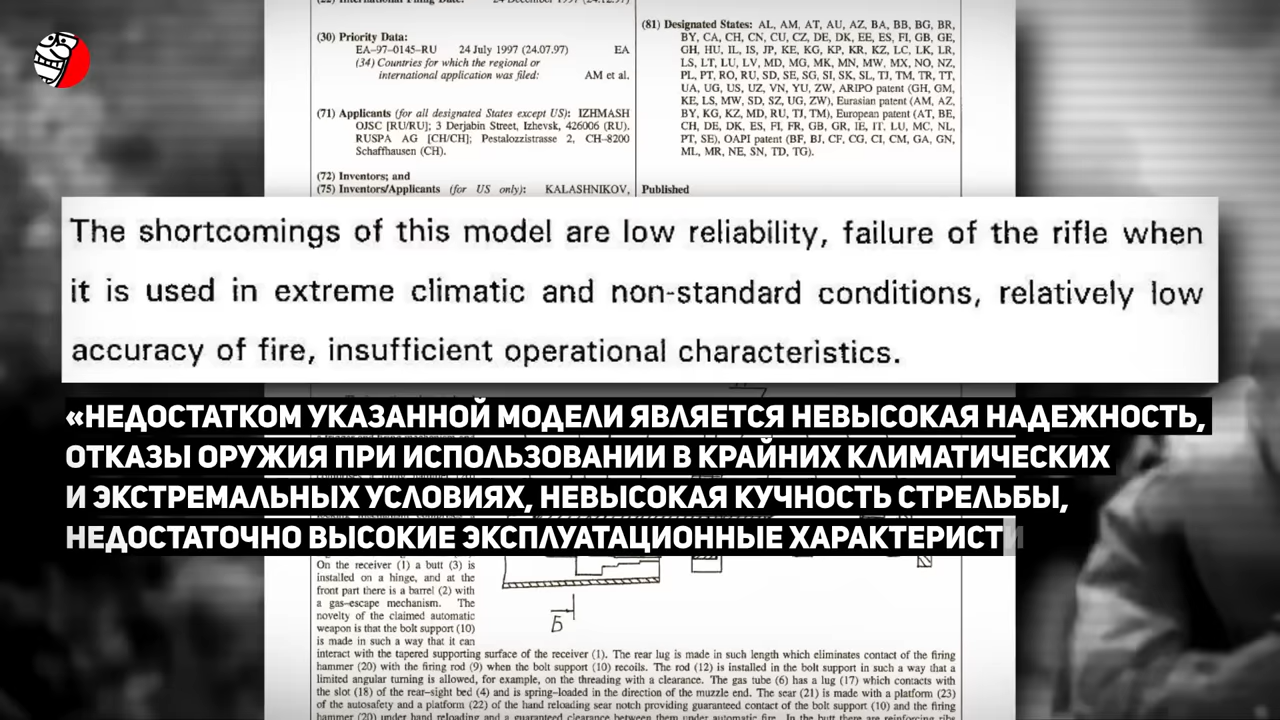 (30) Priority Data:
EA-97-0145-RU 24 July 1997 (24.07.97) EA
(34) Countries for which the regional or
international application was filed: AM et al.
(71) Applicants (for all designated States except US): IZHMASH
OJSC [RU/RU]; 3 Derjabin Street, Izhevsk, 426006 (RU).
RUSPA AG [CH/CH]; Pestalozzistrasse 2, CH-8200
Schaffhausen (CH).
(72) Inventors; and
(75) Inventors/Applicants (for US only): KALASHNIKOV,
(81) Designated States: AL, AM, AT, AU, AZ, BA, BB, BG, BR,
BY, CA, CH, CN, CU, CZ, DE, DK, EE, ES, FI, GB, GE,
GH, HU, IL, IS, JP, KE, KG, KP, KR, KZ, LC, LK, LR,
LS, LT, LU, LV, MD, MG, MK, MN, MW, MX, NO, NZ,
PL, PT, RO, RU, SD, SE, SG, SI, SK, SL, TJ, TM, TR, TT,
UA, UG, US, UZ, VN, YU, ZW, ARIPO patent (GH, GM,
KE, LS, MW, SD, SZ, UG, ZW), Eurasian patent (AM, AZ,
BY, KG, KZ, MD, RU, TJ, TM), European patent (AT, BE,
CH, DE, DK, ES, FI, FR, GB, GR, IE, IT, LU, MC, NL,
PT, SE), OAPI patent (BF, BJ, CF, CG, CI, CM, GA, GN,
ML, MR, NE, SN, TD, TG).
Published
The shortcomings of this model are low reliability, failure of the rifle when
it is used in extreme climatic and non-standard conditions, relatively low
accuracy of fire, insufficient operational characteristics.
«НЕДОСТАТКОМ УКАЗАННОЙ МОДЕЛИ ЯВЛЯЕТСЯ НЕВЫСОКАЯ НАДЕЖНОСТЬ,
ОТКАЗЫ ОРУЖИЯ ПРИ ИСПОЛЬЗОВАНИИ В КРАЙНИХ КЛИМАТИЧЕСКИХ
И ЭКСТРЕМАЛЬНЫХ УСЛОВИЯХ, НЕВЫСОКАЯ КУЧНОСТЬ СТРЕЛЬБЫ,
НЕДОСТАТОЧНО ВЫСОКИЕ ЭКСПЛУАТАЦИОННЫЕ ХАРАКТЕРИСТИ
On the receiver (1) a butt (3) is
installed on a hinge, and at the
front part there is a barrel (2) with
a gas-escape mechanism. The
novelty of the claimed automatic
weapon is that the bolt support (10)
is made in such a way that it can
Б
interact with the tapered supporting surface of the receiver (1). The rear lug is made in such length which eliminates contact of the firing
hammer (20) with the firing rod (9) when the bolt support (10) recoils. The rod (12) is installed in the bolt support in such a way that a
limited angular turning is allowed, for example, on the threading with a clearance. The gas tube (6) has a lug (17) which contacts with
the slot (18) of the rear-sight bed (4) and is spring-loaded in the direction of the muzzle end. The sear (21) is made with a platform (23)
of the autosafety and a platform (22) of the hand reloading sear notch providing guaranteed contact of the bolt support (10) and the firing
hammer (20) under hand reloading and a guaranteed clearance between them under automatic fire. In the butt there are reinforcing ribs